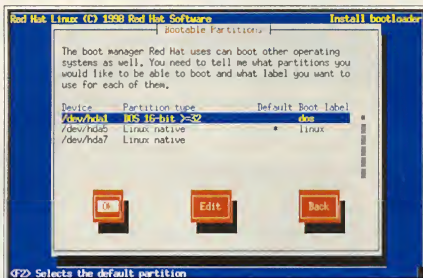 Red Hat Linux (C) 1998 Red Hat Software Install bootloader
Bootable Partitions
The boot manager Red Hat uses can boot other operating
systems as well. You need to tell me what partitions you
would like to be able to boot and what label you want to
use for each of them.
Device Partition type Default Boot label
/dev/hda1 DOS 16-bit >=32 dos
/dev/hda5 Linux native * linux
/dev/hda7 Linux native
Ok Edit Back
<F2> Selects the default partition